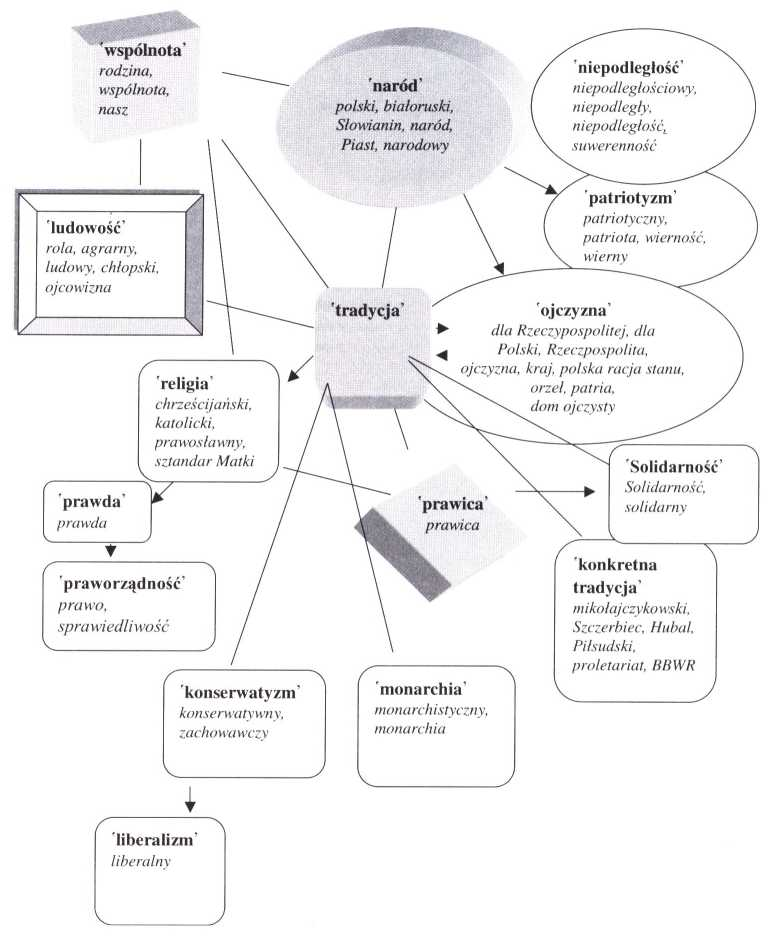 'wspólnota'
rodzina,
wspólnota,
nasz
'naród'
polski, białoruski,
Słowianin, naród,
Piast, narodowy
'niepodległość'
niepodległościowy,
niepodległy,
niepodległość,
suwerenność
'patriotyzm'
patriotyczny,
patriota, wierność,
wierny
'ludowość'
rola, agrarny,
ludowy, chłopski,
ojcowizna
'tradycja'
'ojczyzna'
dla Rzeczypospolitej, dla
Polski, Rzeczpospolita,
ojczyzna, kraj, polska racja stanu,
orzeł, patria,
dom ojczysty
'religia'
chrześcijański,
katolicki,
prawosławny,
sztandar Matki
'prawda'
prawda
'prawica'
prawica
'Solidarność'
Solidarność,
solidarny
'praworządność'
prawo,
sprawiedliwość
'konkretna
tradycja'
mikołajczykowski,
Szczerbiec, Hubal,
Piłsudski,
proletariat, BBWR
'konserwatyzm'
konserwatywny,
zachowawczy
'monarchia'
monarchistyczny,
monarchia
'liberalizm'
liberalny